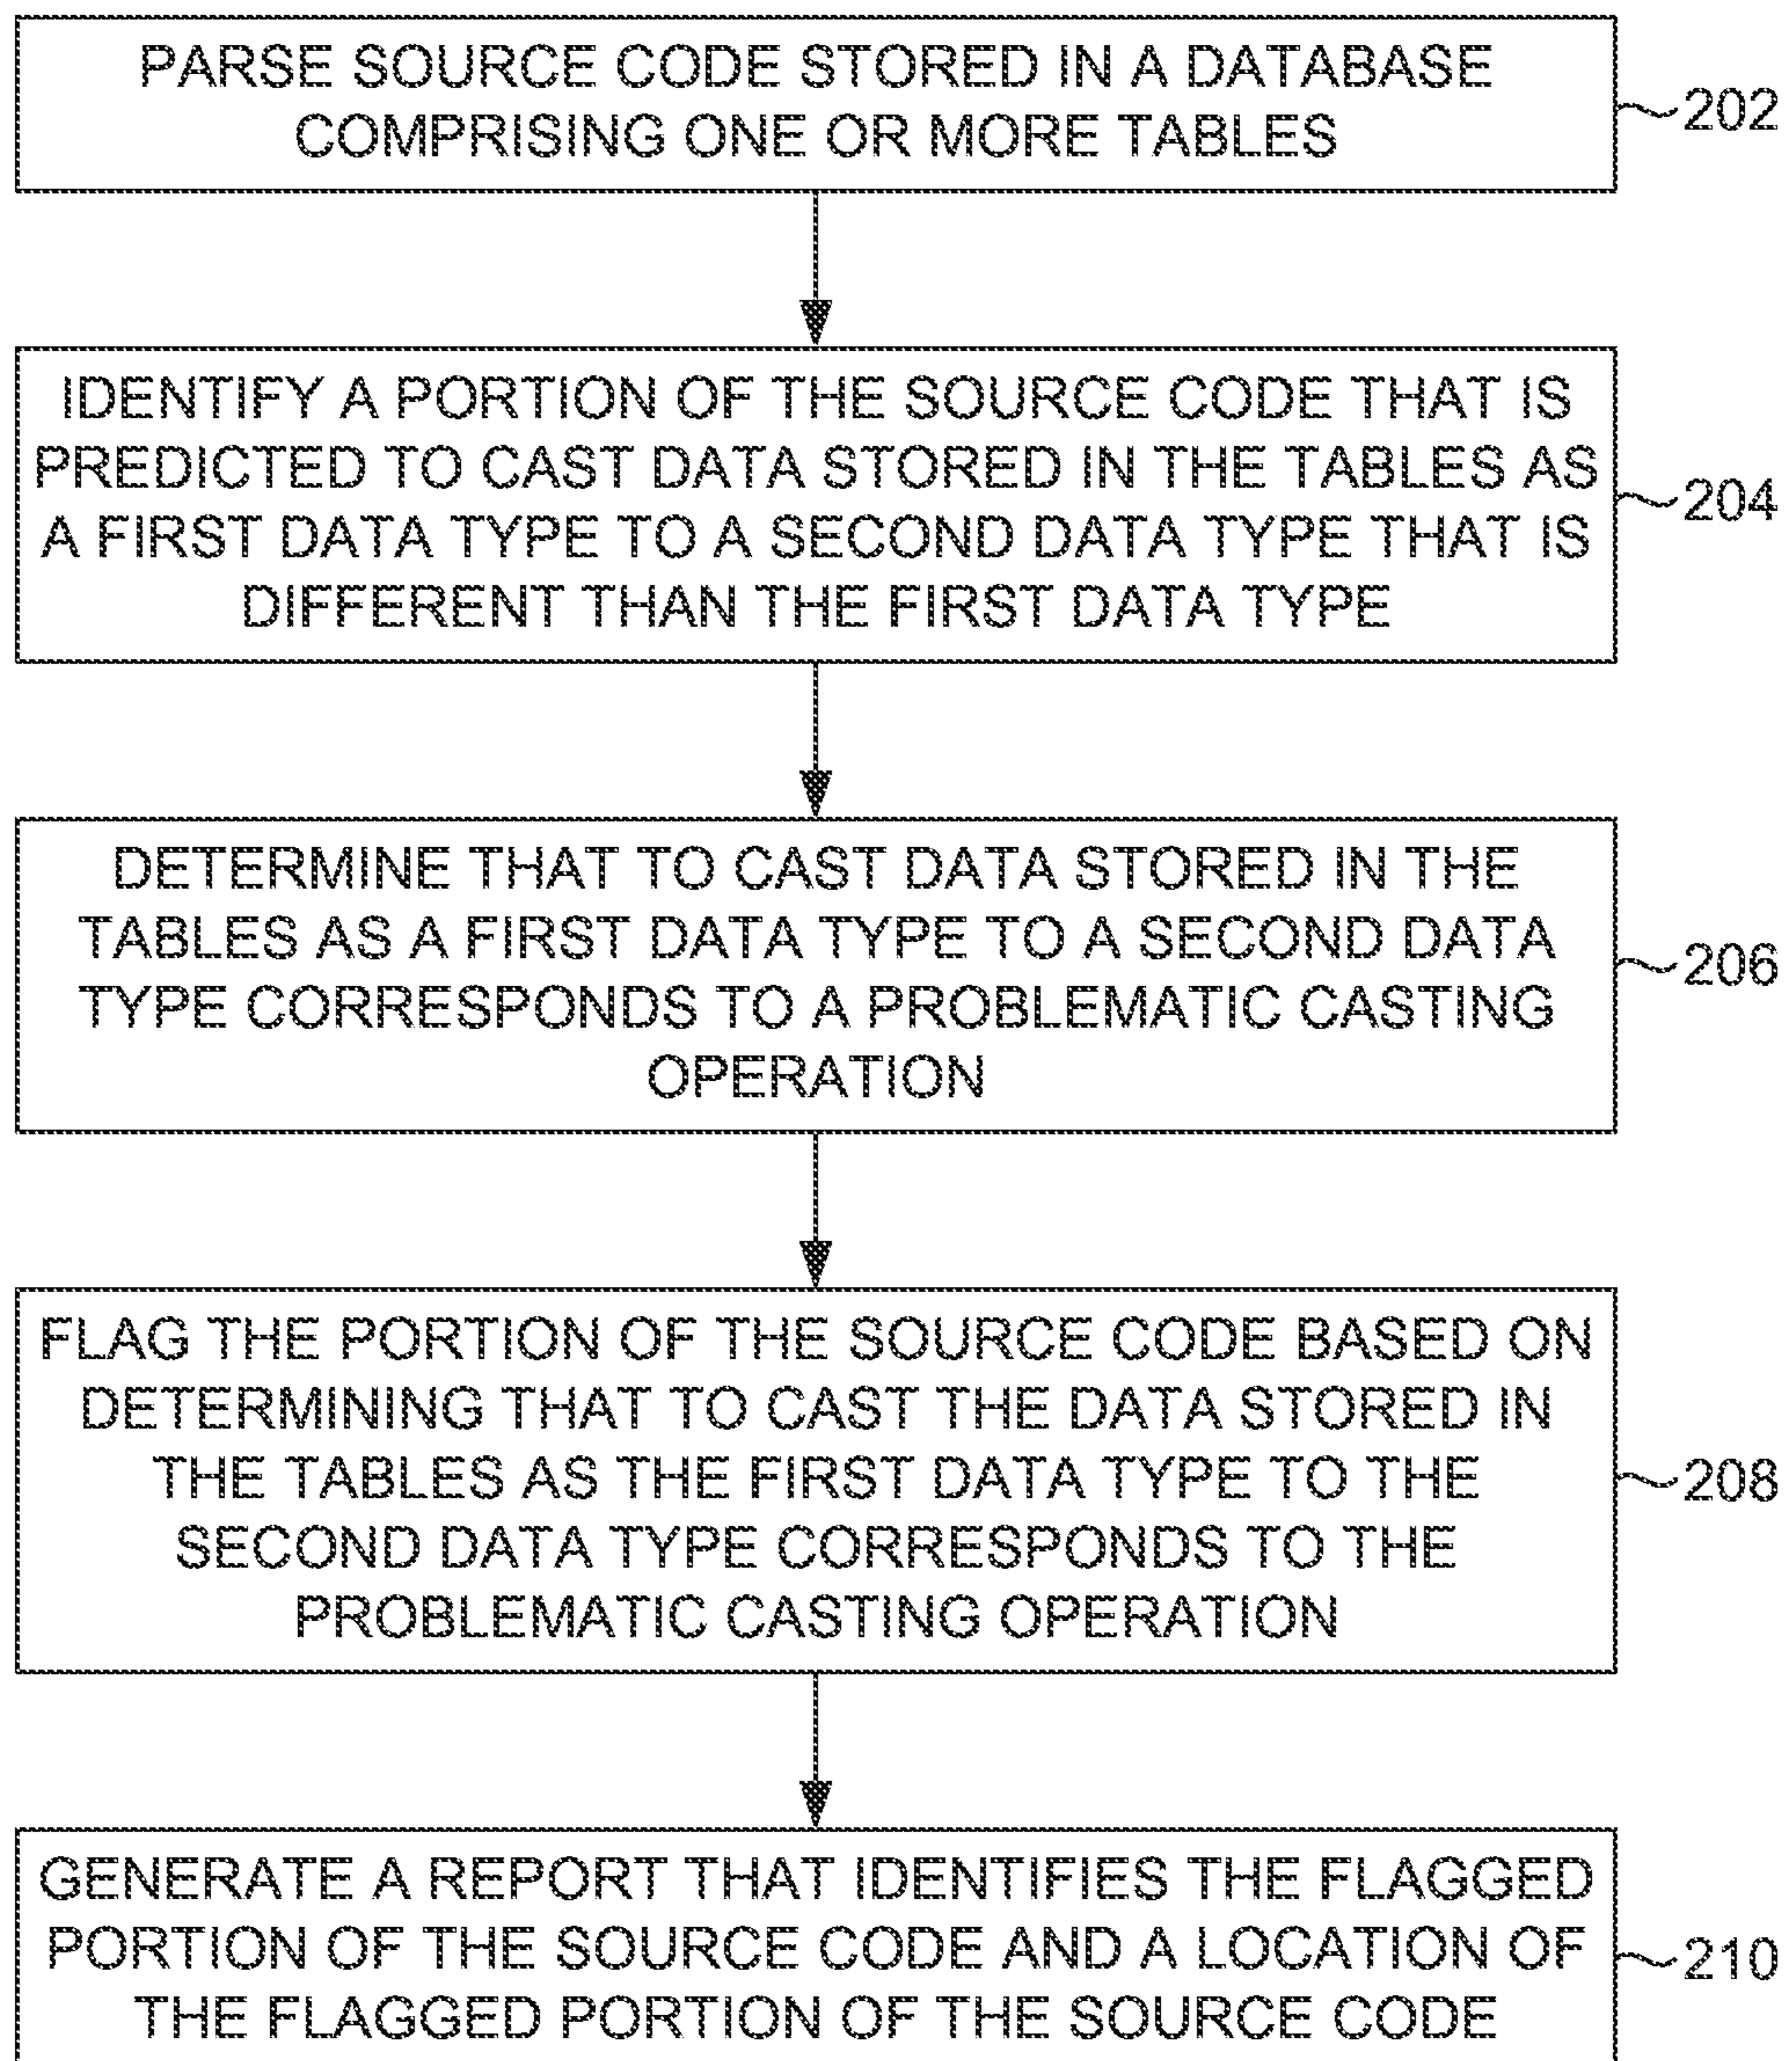 PARSE SOURCE CODE STORED IN A DATABASE
COMPRISING ONE OR MORE TABLES
202
IDENTIFY A PORTION OF THE SOURCE CODE THAT IS
PREDICTED TO CAST DATA STORED IN THE TABLES AS
A FIRST DATA TYPE TO A SECOND DATA TYPE THAT IS
DIFFERENT THAN THE FIRST DATA TYPE
204
DETERMINE THAT TO CAST DATA STORED IN THE
TABLES AS A FIRST DATA TYPE TO A SECOND DATA
TYPE CORRESPONDS TO A PROBLEMATIC CASTING
OPERATION
206
FLAG THE PORTION OF THE SOURCE CODE BASED ON
DETERMINING THAT TO CAST THE DATA STORED IN
THE TABLES AS THE FIRST DATA TYPE TO THE
SECOND DATA TYPE CORRESPONDS TO THE
PROBLEMATIC CASTING OPERATION
208
GENERATE A REPORT THAT IDENTIFIES THE FLAGGED
PORTION OF THE SOURCE CODE AND A LOCATION OF
THE FLAGGED PORTION OF THE SOURCE CODE
210